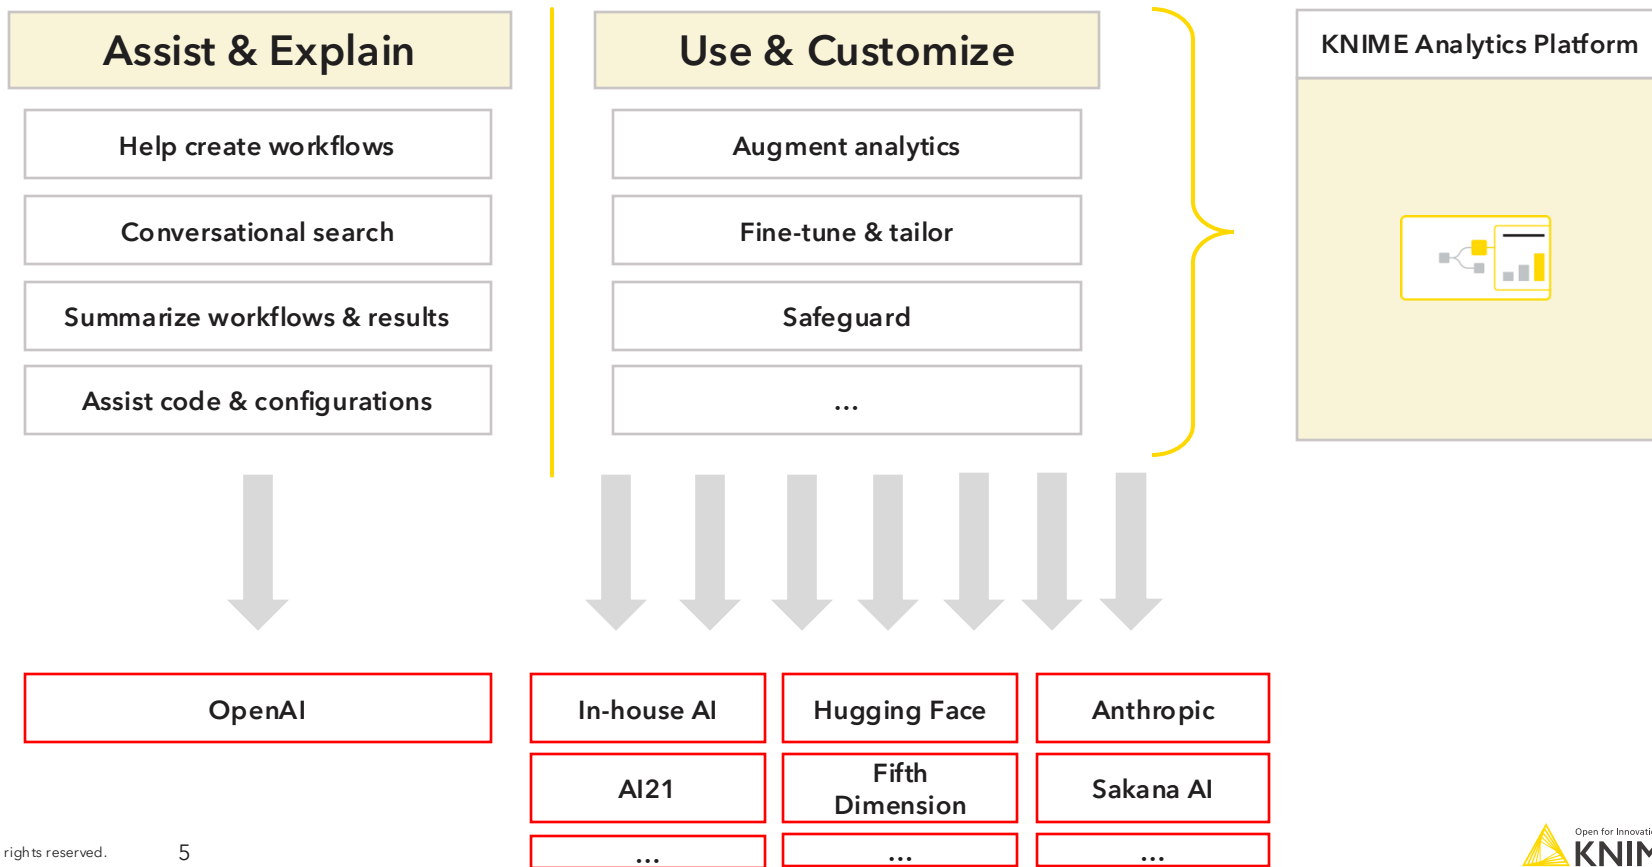 Assist & Explain
Help create workflows
Conversational search
Summarize workflows & results
Assist code & configurations
Use & Customize
Augment analytics
Fine-tune & tailor
Safeguard
...
KNIME Analytics Platform
OpenAI
In-house AI
Hugging Face
Anthropic
AI21
Fifth
Dimension
Sakana AI
...
...
...
rights reserved.
5
Open for